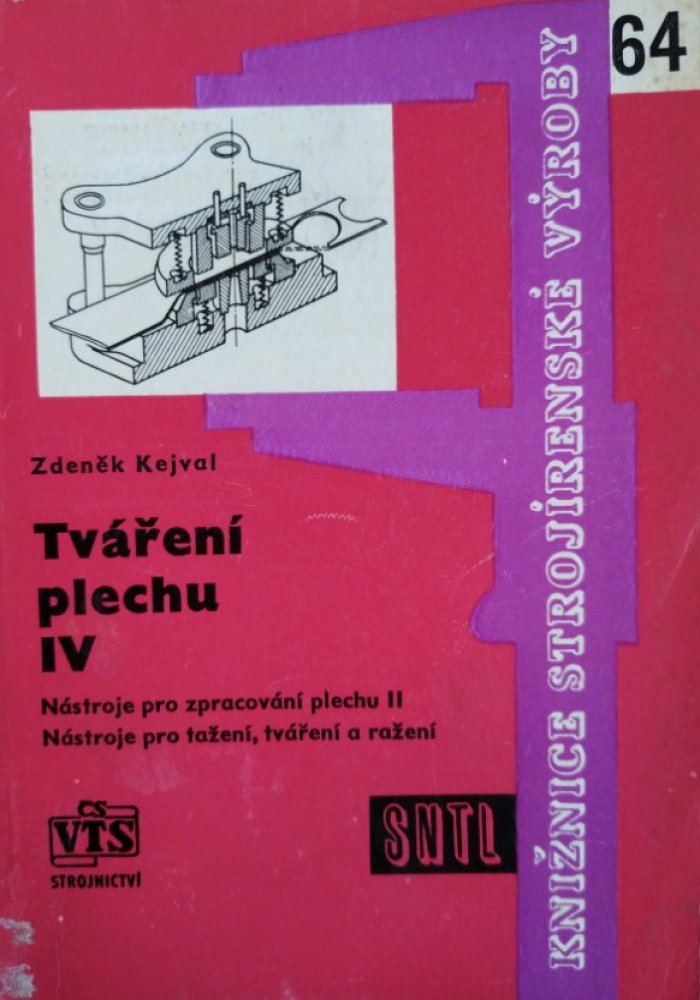 64
KNIŽNICE STROJÍRENSKÉ VÝROBY
Zdeněk Kejval
Tváření
plechu
IV
Nástroje pro zpracování plechu II
Nástroje pro tažení, tváření a ražení
ČS
VTS
STROJNICTVÍ
SNTL